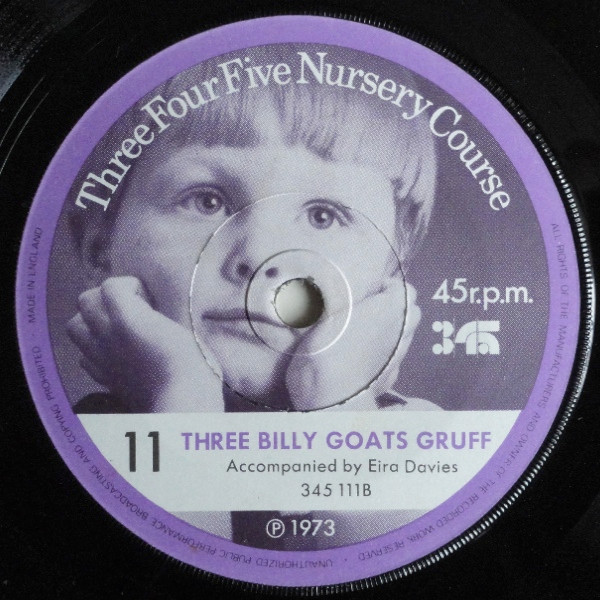 Three Four Five Nursery Course
45r.p.m.
345
11 THREE BILLY GOATS GRUFF
Accompanied by Eira Davies
345 111B
℗ 1973
ALL RIGHTS OF THE MANUFACTURERS AND OWNER OF THE RECORDED WORK RESERVED · UNAUTHORIZED PUBLIC PERFORMANCE BROADCASTING AND COPYING PROHIBITED · MADE IN ENGLAND